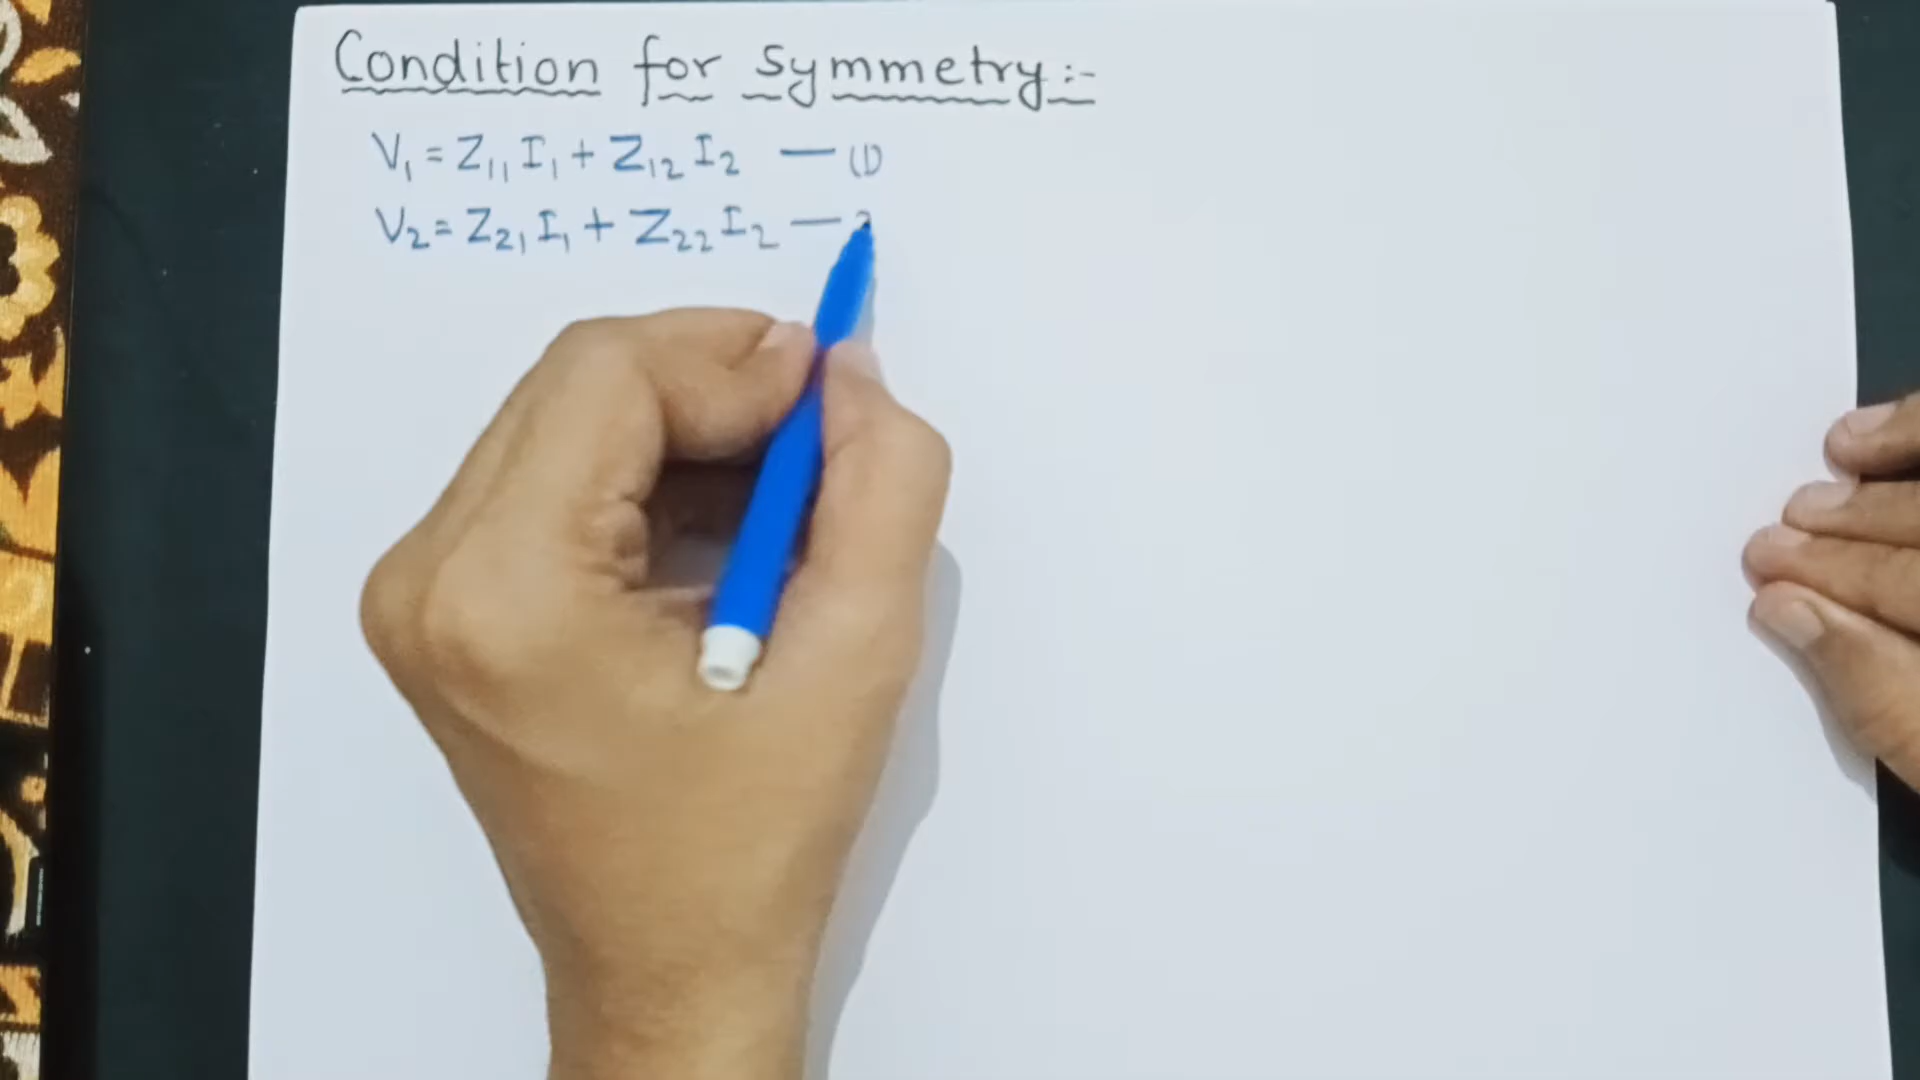 Condition for Symmetry:-
V₁ = Z₁₁ I₁ + Z₁₂ I₂ — (1)
V₂ = Z₂₁ I₁ + Z₂₂ I₂ —